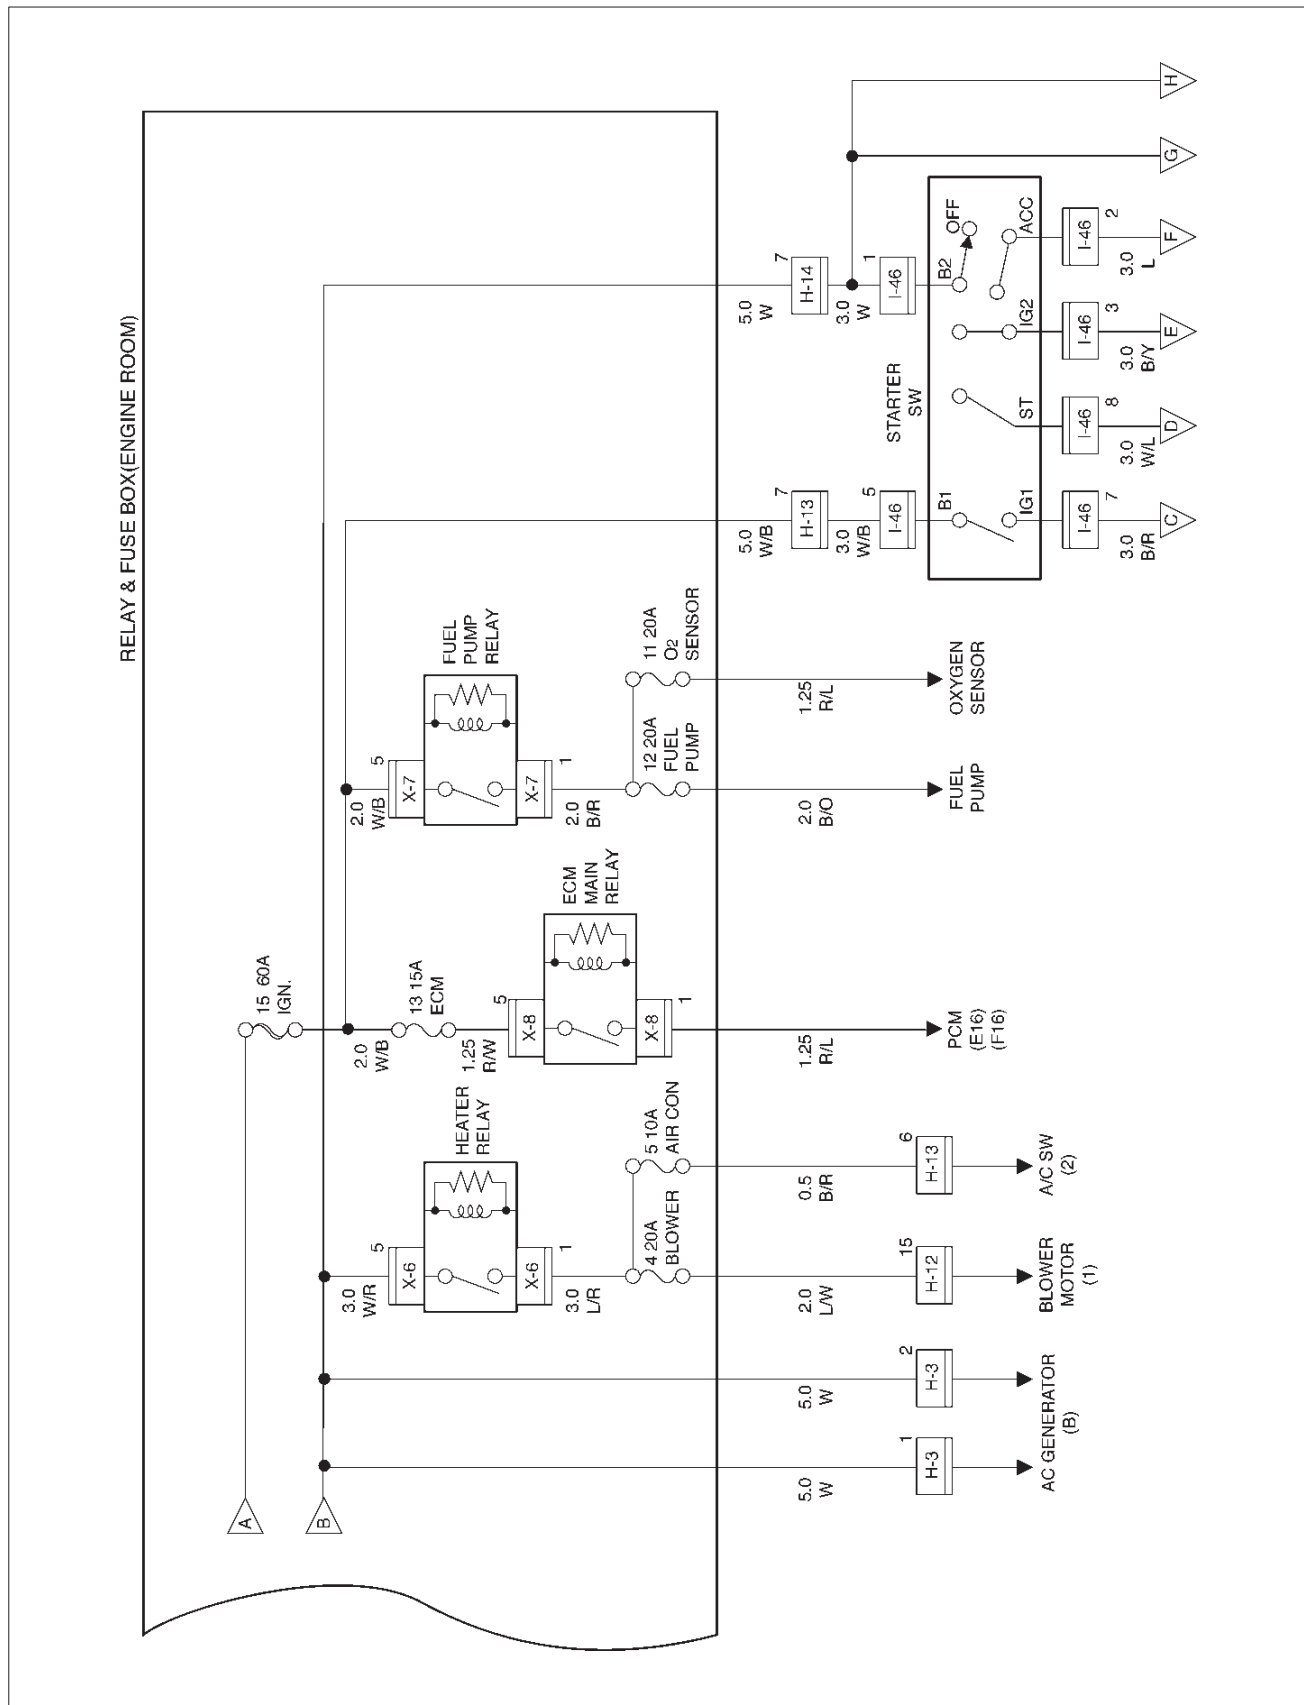 RELAY & FUSE BOX(ENGINE ROOM)
A
B
15 60A
IGN.
2.0
W/B
13 15A
ECM
1.25
R/W
5
X-8
X-8
1
ECM
MAIN
RELAY
1.25
R/L
PCM
(E16)
(F16)
3.0
W/R
5
X-6
X-6
1
HEATER
RELAY
3.0
L/R
4 20A
BLOWER
5 10A
AIR CON
2.0
L/W
15
H-12
BLOWER
MOTOR
(1)
0.5
B/R
6
H-13
A/C SW
(2)
5.0
W
1
H-3
5.0
W
2
H-3
AC GENERATOR
(B)
2.0
W/B
5
X-7
X-7
1
FUEL
PUMP
RELAY
2.0
B/R
12 20A
FUEL
PUMP
11 20A
O2
SENSOR
2.0
B/O
FUEL
PUMP
1.25
R/L
OXYGEN
SENSOR
5.0
W/B
7
H-13
3.0
W/B
5
I-46
5.0
W
7
H-14
3.0
W
1
I-46
STARTER
SW
B1
IG1
ST
IG2
B2
OFF
ACC
3.0
B/R
7
I-46
C
3.0
W/L
8
I-46
D
3.0
B/Y
3
I-46
E
3.0
L
2
I-46
F
G
H